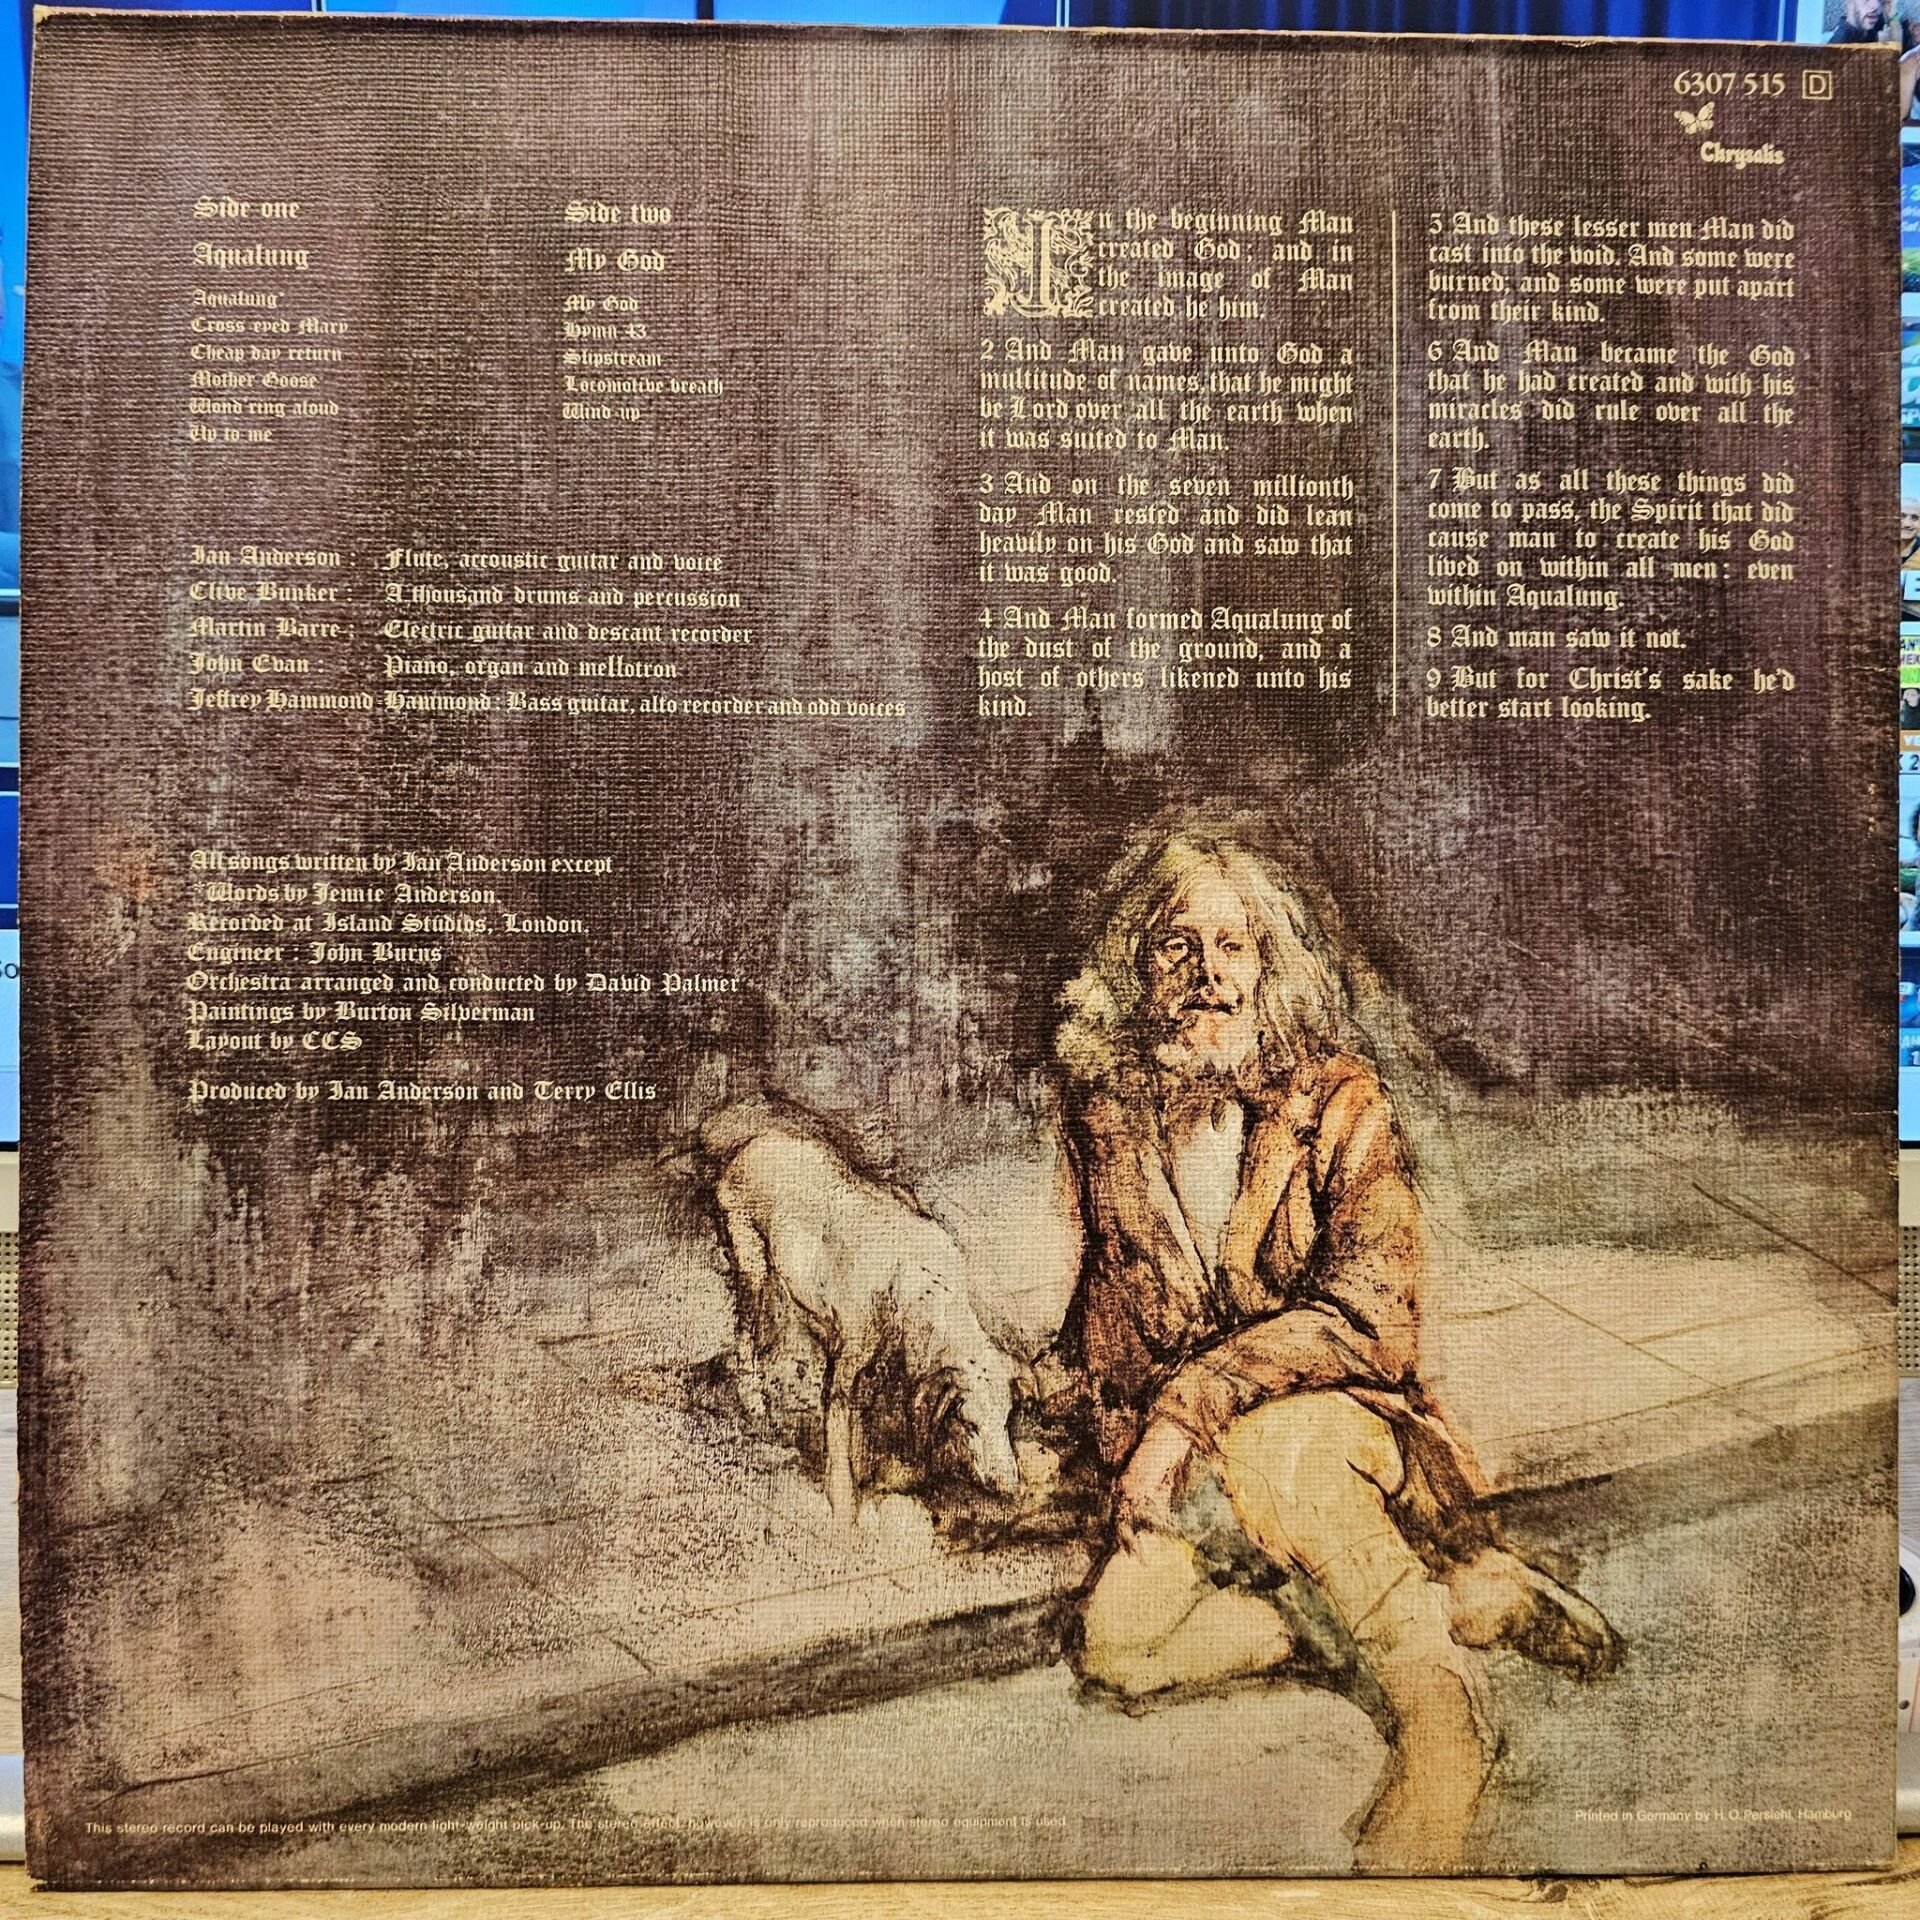 6307 515 D
Chrysalis
Side one
Aqualung
Aqualung*
Cross-eyed Mary
Cheap day return
Mother Goose
Wond'ring aloud
Up to me
Side two
My God
My God
Hymn 43
Slipstream
Locomotive breath
Wind-up
Ian Anderson : Flute, accoustic guitar and voice
Clive Bunker : A thousand drums and percussion
Martin Barre : Electric guitar and descant recorder
John Evan : Piano, organ and mellotron
Jeffrey Hammond-Hammond : Bass guitar, alto recorder and odd voices
All songs written by Ian Anderson except
*Words by Jennie Anderson.
Recorded at Island Studios, London.
Engineer : John Burns
Orchestra arranged and conducted by David Palmer
Paintings by Burton Silverman
Layout by CCS
Produced by Ian Anderson and Terry Ellis
In the beginning Man
created God; and in
the image of Man
created he him.
2 And Man gave unto God a
multitude of names, that he might
be Lord over all the earth when
it was suited to Man.
3 And on the seven millionth
day Man rested and did lean
heavily on his God and saw that
it was good.
4 And Man formed Aqualung of
the dust of the ground, and a
host of others likened unto his
kind.
5 And these lesser men Man did
cast into the void. And some were
burned; and some were put apart
from their kind.
6 And Man became the God
that he had created and with his
miracles did rule over all the
earth.
7 But as all these things did
come to pass, the Spirit that did
cause man to create his God
lived on within all men: even
within Aqualung.
8 And man saw it not.
9 But for Christ's sake he'd
better start looking.
This stereo record can be played with every modern light-weight pick-up. The stereo effect, however, is only reproduced when stereo equipment is used
Printed in Germany by H. O. Persiehl, Hamburg